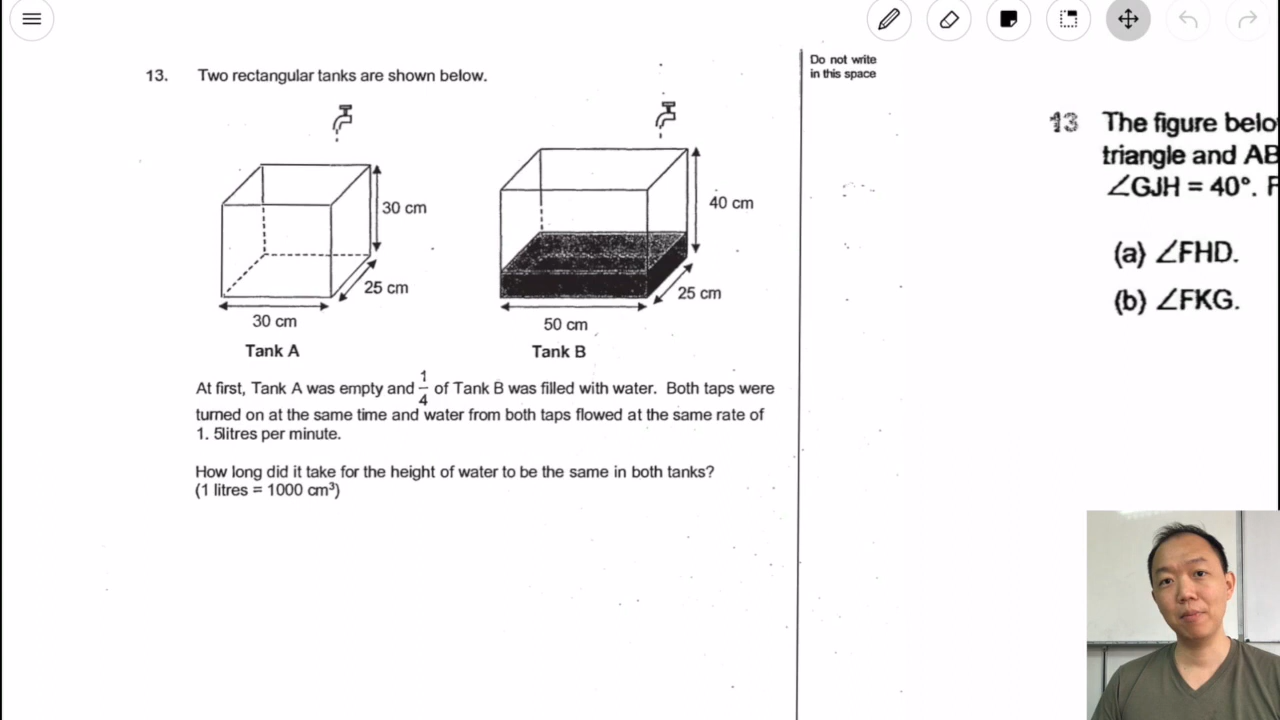 13. Two rectangular tanks are shown below.
Do not write
in this space
30 cm
25 cm
30 cm
Tank A
40 cm
25 cm
50 cm
Tank B
At first, Tank A was empty and 1/4 of Tank B was filled with water. Both taps were
turned on at the same time and water from both taps flowed at the same rate of
1. 5litres per minute.
How long did it take for the height of water to be the same in both tanks?
(1 litres = 1000 cm³)
13 The figure belo
triangle and AB
∠GJH = 40°. F
(a) ∠FHD.
(b) ∠FKG.